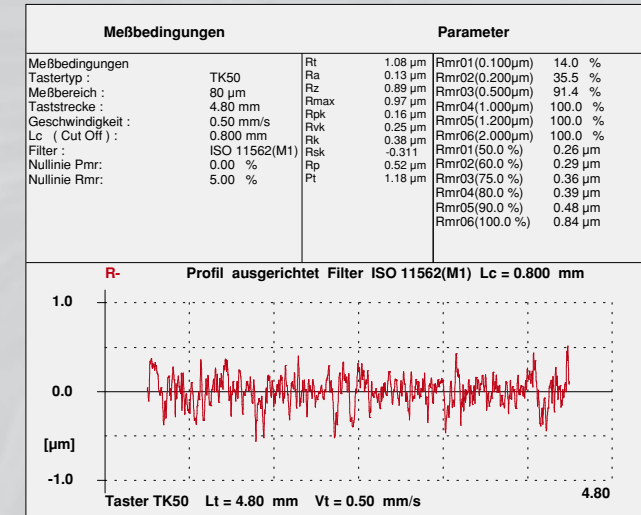 Meßbedingungen
Parameter
Meßbedingungen
Tastertyp : TK50
Meßbereich : 80 µm
Taststrecke : 4.80 mm
Geschwindigkeit : 0.50 mm/s
Lc ( Cut Off ) : 0.800 mm
Filter : ISO 11562(M1)
Nullinie Pmr: 0.00 %
Nullinie Rmr: 5.00 %
Rt 1.08 µm
Ra 0.13 µm
Rz 0.89 µm
Rmax 0.97 µm
Rpk 0.16 µm
Rvk 0.25 µm
Rk 0.38 µm
Rsk -0.311
Rp 0.52 µm
Pt 1.18 µm
Rmr01(0.100µm) 14.0 %
Rmr02(0.200µm) 35.5 %
Rmr03(0.500µm) 91.4 %
Rmr04(1.000µm) 100.0 %
Rmr05(1.200µm) 100.0 %
Rmr06(2.000µm) 100.0 %
Rmr01(50.0 %) 0.26 µm
Rmr02(60.0 %) 0.29 µm
Rmr03(75.0 %) 0.36 µm
Rmr04(80.0 %) 0.39 µm
Rmr05(90.0 %) 0.48 µm
Rmr06(100.0 %) 0.84 µm
R- Profil ausgerichtet Filter ISO 11562(M1) Lc = 0.800 mm
1.0
0.0
[µm]
-1.0
4.80
Taster TK50 Lt = 4.80 mm Vt = 0.50 mm/s